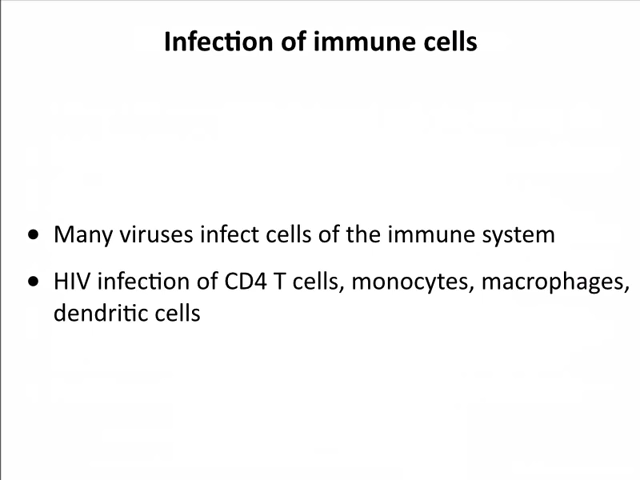 Infection of immune cells
● Many viruses infect cells of the immune system
● HIV infection of CD4 T cells, monocytes, macrophages,
dendritic cells